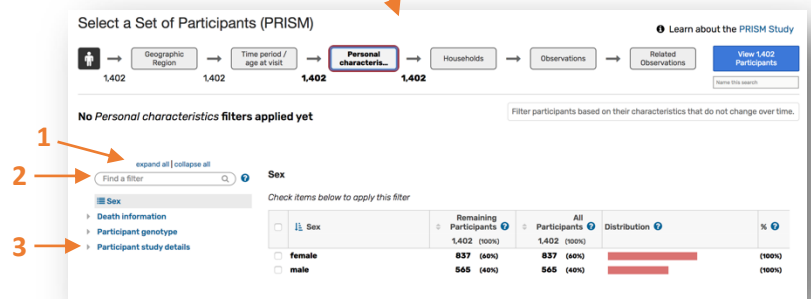 Select a Set of Participants (PRISM)
Learn about the PRISM Study
Geographic Region
Time period / age at visit
Personal characteris...
Households
Observations
Related Observations
View 1,402 Participants
1,402
1,402
1,402
1,402
Name this search
No Personal characteristics filters applied yet
Filter participants based on their characteristics that do not change over time.
1
expand all | collapse all
2
Find a filter
Sex
Death information
Participant genotype
3
Participant study details
Sex
Check items below to apply this filter
Sex
Remaining Participants
All Participants
Distribution
%
1,402 (100%)
1,402 (100%)
female 837 (60%) 837 (60%) (100%)
male 565 (40%) 565 (40%) (100%)